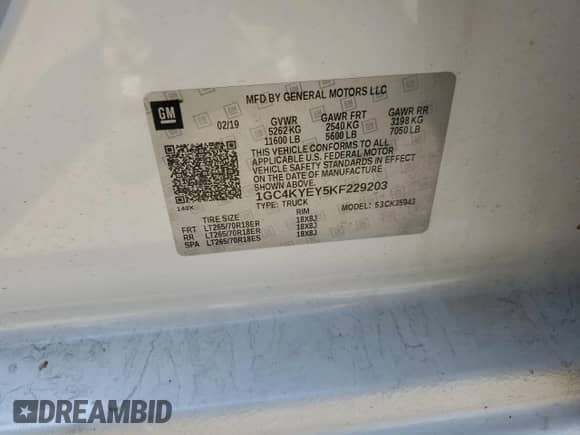 GM
MFD BY GENERAL MOTORS LLC
02/19 GVWR GAWR FRT GAWR RR
5262 KG 2540 KG 3198 KG
11600 LB 5600 LB 7050 LB
THIS VEHICLE CONFORMS TO ALL
APPLICABLE U.S. FEDERAL MOTOR
VEHICLE SAFETY STANDARDS IN EFFECT
ON THE DATE OF MANUFACTURE
SHOWN ABOVE.
1GC4KYEY5KF229203
TYPE: TRUCK MODEL: 53CK35943
TIRE SIZE RIM
FRT LT265/70R18ER 18X8J
RR LT265/70R18ER 18X8J
SPA LT265/70R18ES 18X8J
DREAMBID